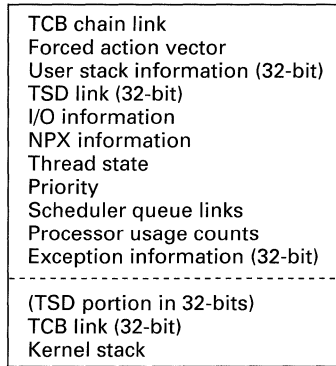 TCB chain link
Forced action vector
User stack information (32-bit)
TSD link (32-bit)
I/O information
NPX information
Thread state
Priority
Scheduler queue links
Processor usage counts
Exception information (32-bit)
(TSD portion in 32-bits)
TCB link (32-bit)
Kernel stack